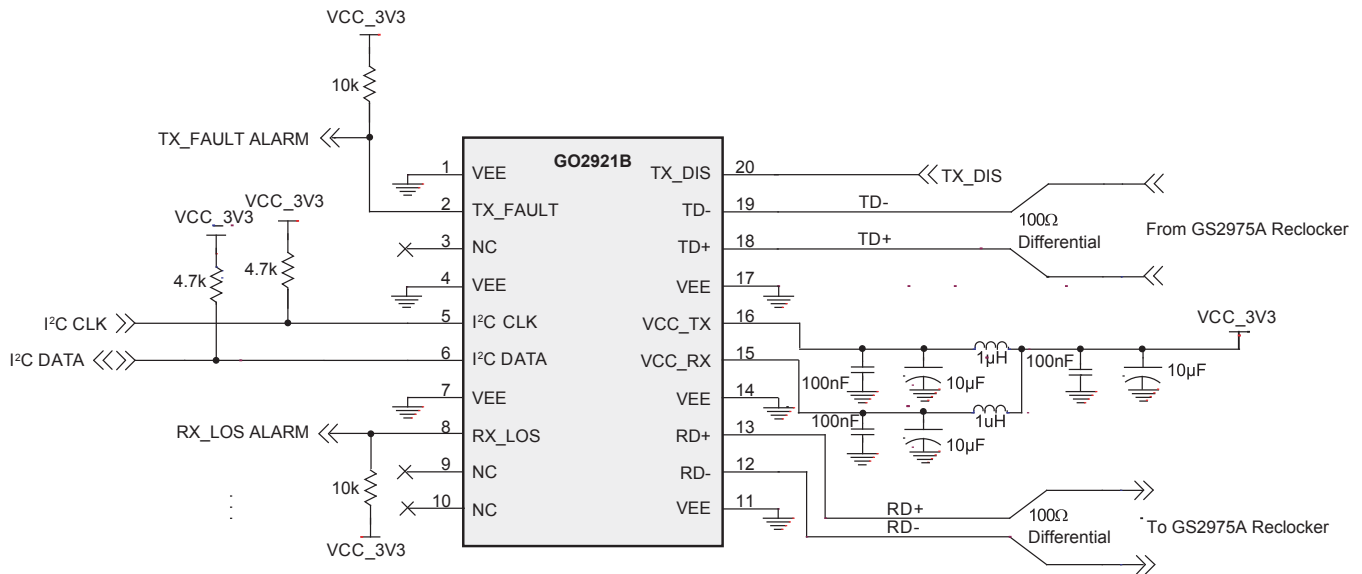 VCC_3V3
10k
TX_FAULT ALARM
GO2921B
1 VEE
TX_DIS 20
TX_DIS
2 TX_FAULT
TD- 19
TD-
100Ω
Differential
From GS2975A Reclocker
VCC_3V3
VCC_3V3
3 NC
TD+ 18
TD+
4.7k
4.7k
4 VEE
VEE 17
I²C CLK
5 I²C CLK
VCC_TX 16
VCC_3V3
I²C DATA
6 I²C DATA
VCC_RX 15
1µH
100nF
100nF
10µF
10µF
7 VEE
VEE 14
1uH
100nF
10µF
RX_LOS ALARM
8 RX_LOS
RD+ 13
9 NC
RD- 12
10k
10 NC
VEE 11
RD+
RD-
100Ω
Differential
To GS2975A Reclocker
VCC_3V3